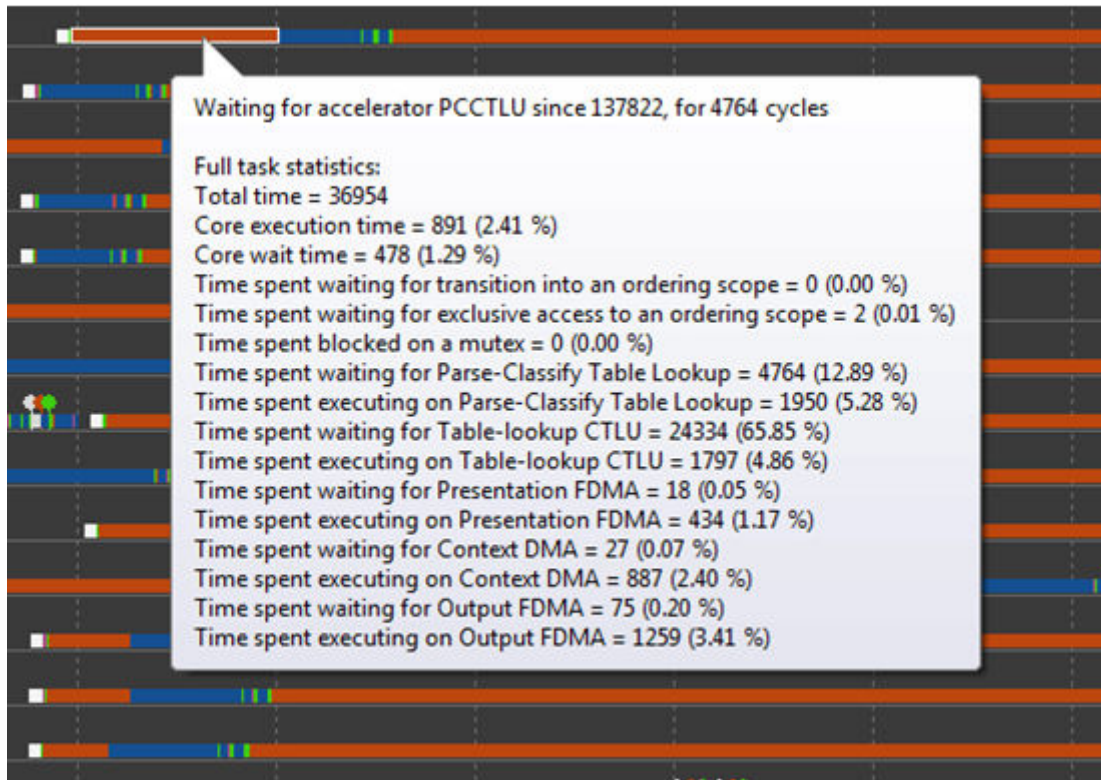 Waiting for accelerator PCCTLU since 137822, for 4764 cycles
Full task statistics:
Total time = 36954
Core execution time = 891 (2.41 %)
Core wait time = 478 (1.29 %)
Time spent waiting for transition into an ordering scope = 0 (0.00 %)
Time spent waiting for exclusive access to an ordering scope = 2 (0.01 %)
Time spent blocked on a mutex = 0 (0.00 %)
Time spent waiting for Parse-Classify Table Lookup = 4764 (12.89 %)
Time spent executing on Parse-Classify Table Lookup = 1950 (5.28 %)
Time spent waiting for Table-lookup CTLU = 24334 (65.85 %)
Time spent executing on Table-lookup CTLU = 1797 (4.86 %)
Time spent waiting for Presentation FDMA = 18 (0.05 %)
Time spent executing on Presentation FDMA = 434 (1.17 %)
Time spent waiting for Context DMA = 27 (0.07 %)
Time spent executing on Context DMA = 887 (2.40 %)
Time spent waiting for Output FDMA = 75 (0.20 %)
Time spent executing on Output FDMA = 1259 (3.41 %)